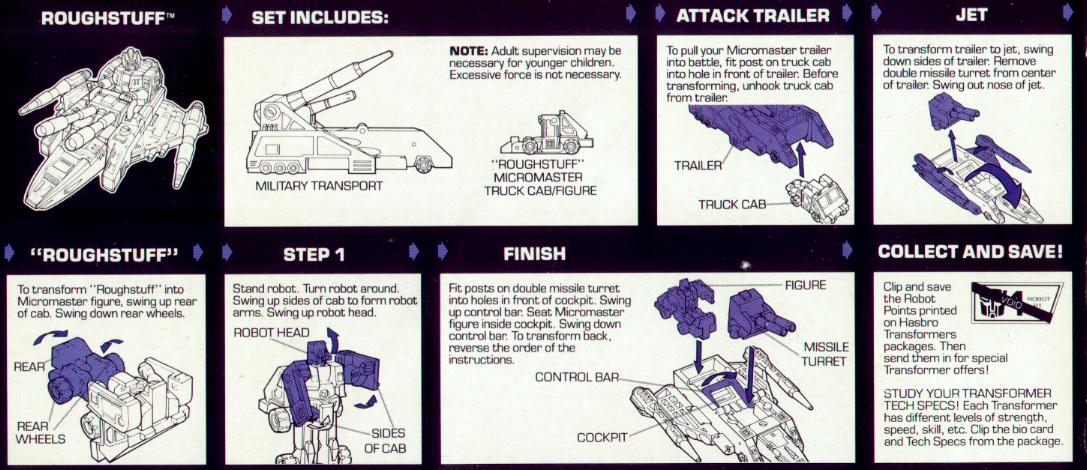 ROUGHSTUFF™
SET INCLUDES:
NOTE: Adult supervision may be
necessary for younger children.
Excessive force is not necessary.
MILITARY TRANSPORT
"ROUGHSTUFF"
MICROMASTER
TRUCK CAB/FIGURE
ATTACK TRAILER
To pull your Micromaster trailer
into battle, fit post on truck cab
into hole in front of trailer. Before
transforming, unhook truck cab
from trailer.
TRAILER
TRUCK CAB
JET
To transform trailer to jet, swing
down sides of trailer. Remove
double missile turret from center
of trailer. Swing out nose of jet.
"ROUGHSTUFF"
To transform "Roughstuff" into
Micromaster figure, swing up rear
of cab. Swing down rear wheels.
REAR
REAR
WHEELS
STEP 1
Stand robot. Turn robot around.
Swing up sides of cab to form robot
arms. Swing up robot head.
ROBOT HEAD
SIDES
OF CAB
FINISH
Fit posts on double missile turret
into holes in front of cockpit. Swing
up control bar. Seat Micromaster
figure inside cockpit. Swing down
control bar. To transform back,
reverse the order of the
instructions.
FIGURE
MISSILE
TURRET
CONTROL BAR
COCKPIT
COLLECT AND SAVE!
Clip and save
the Robot
Points printed
on Hasbro
Transformers
packages. Then
send them in for special
Transformer offers!
VOID
ROBOT
STUDY YOUR TRANSFORMER
TECH SPECS! Each Transformer
has different levels of strength,
speed, skill, etc. Clip the bio card
and Tech Specs from the package.